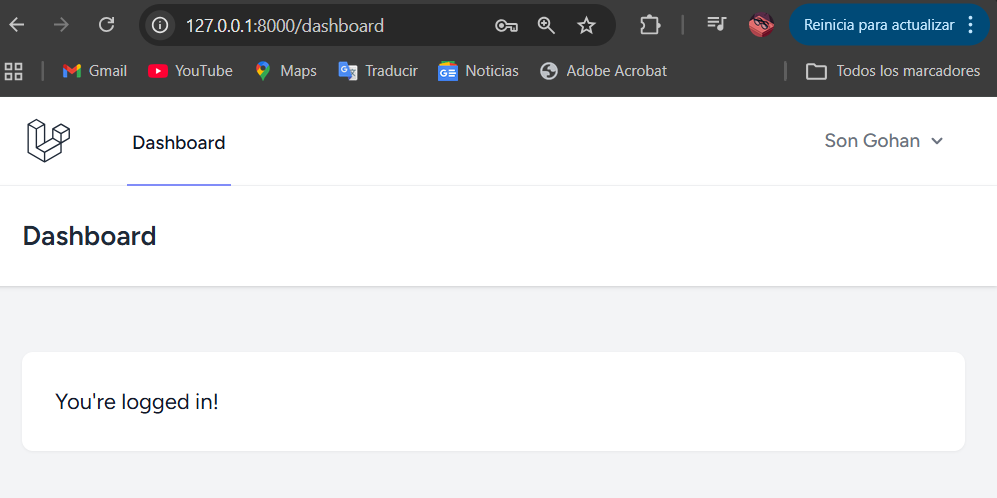 127.0.0.1:8000/dashboard
Reinicia para actualizar
Gmail YouTube Maps Traducir Noticias Adobe Acrobat Todos los marcadores
Dashboard Son Gohan
Dashboard
You're logged in!